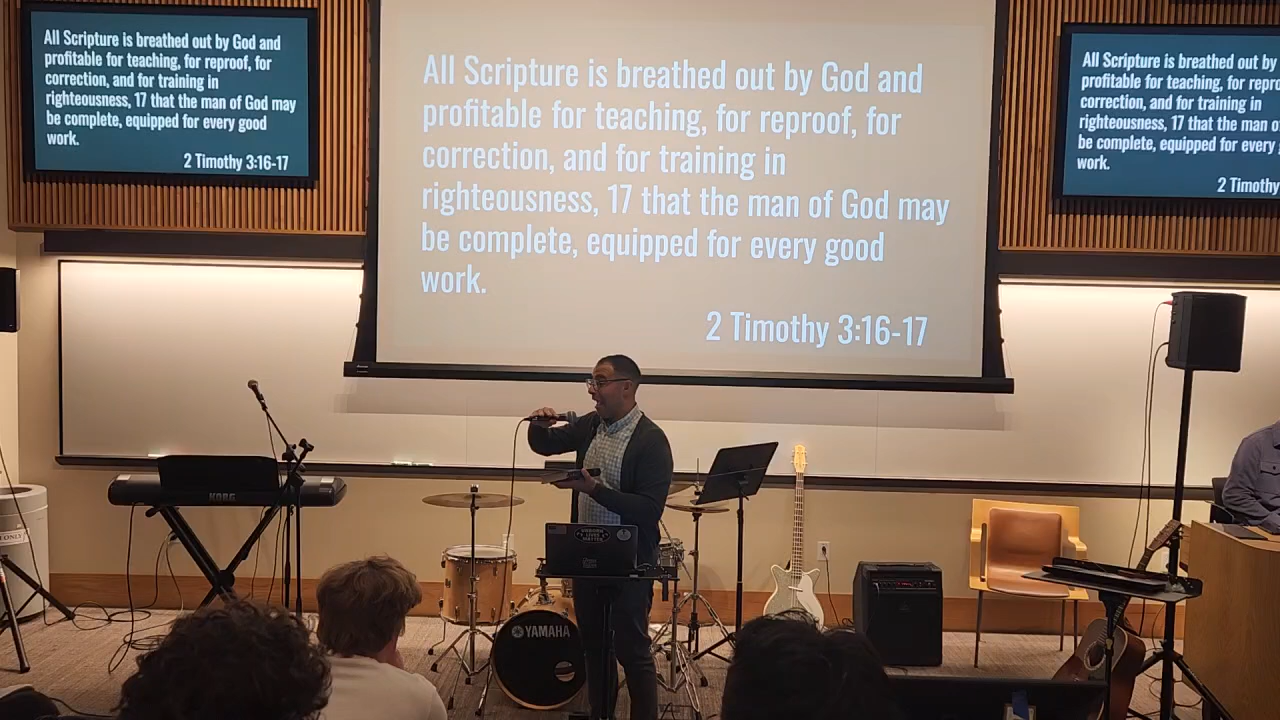 All Scripture is breathed out by God and
profitable for teaching, for reproof, for
correction, and for training in
righteousness, 17 that the man of God may
be complete, equipped for every good
work.
2 Timothy 3:16-17
All Scripture is breathed out by God and
profitable for teaching, for reproof, for
correction, and for training in
righteousness, 17 that the man of God may
be complete, equipped for every good
work.
2 Timothy 3:16-17
All Scripture is breathed out by
profitable for teaching, for repro
correction, and for training in
righteousness, 17 that the man o
be complete, equipped for every
work.
2 Timothy
KORG
YAMAHA
LIVES
MATTER
ONLY